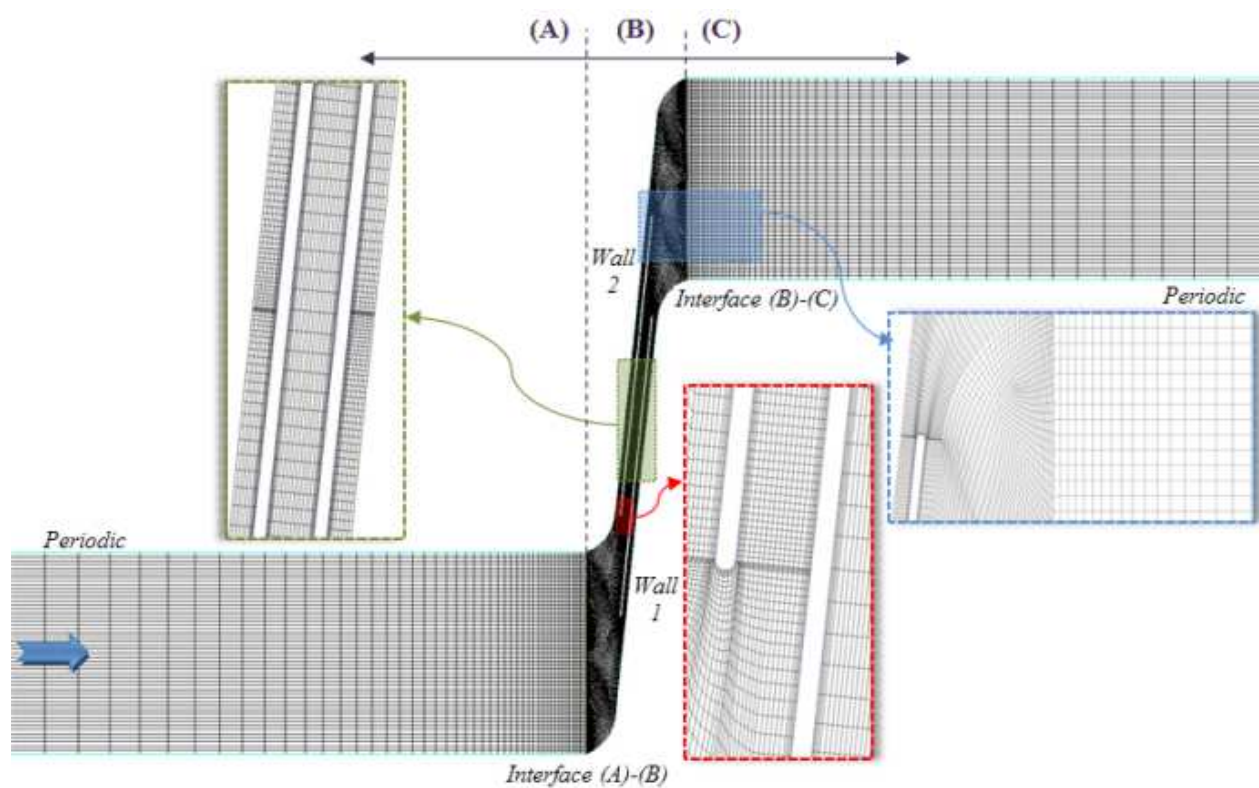 (A)
(B)
(C)
Wall
2
Interface (B)-(C)
Periodic
Periodic
Wall
1
Interface (A)-(B)